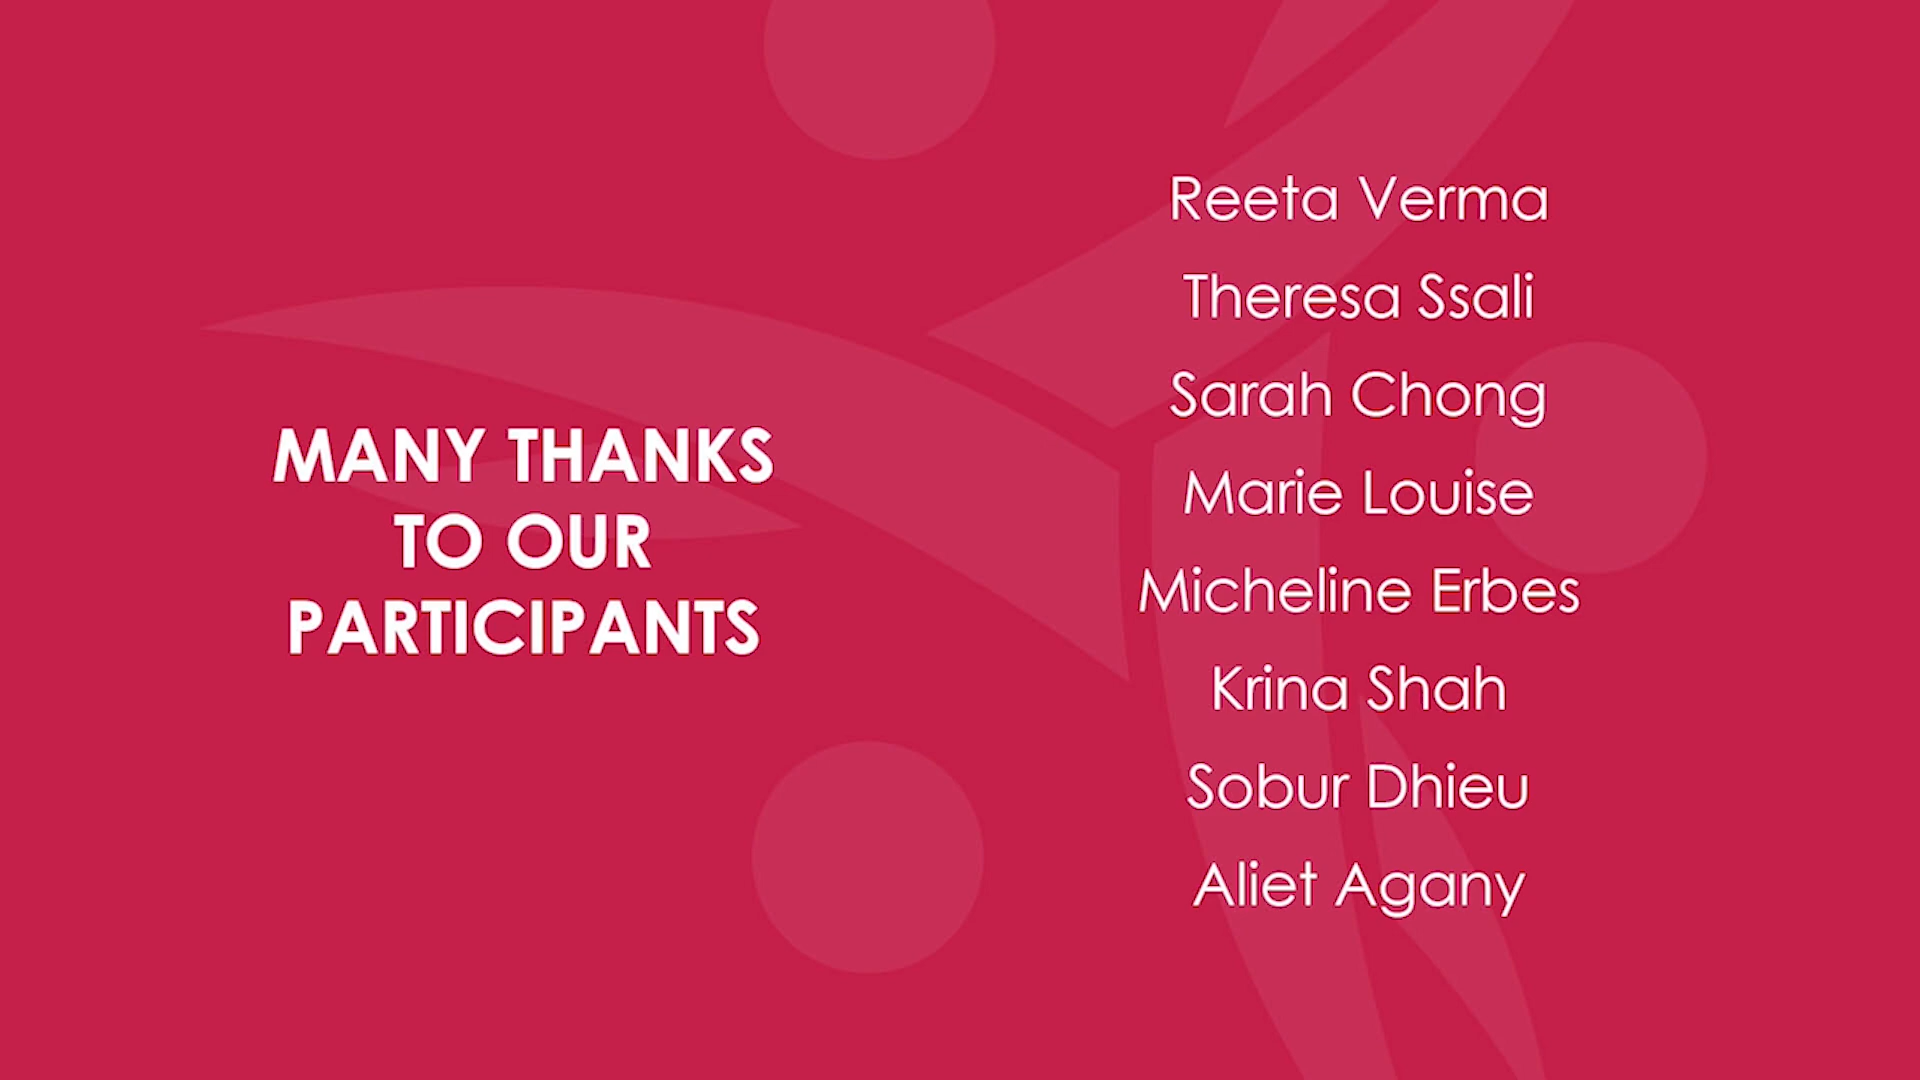 MANY THANKS
TO OUR
PARTICIPANTS
Reeta Verma
Theresa Ssali
Sarah Chong
Marie Louise
Micheline Erbes
Krina Shah
Sobur Dhieu
Aliet Agany